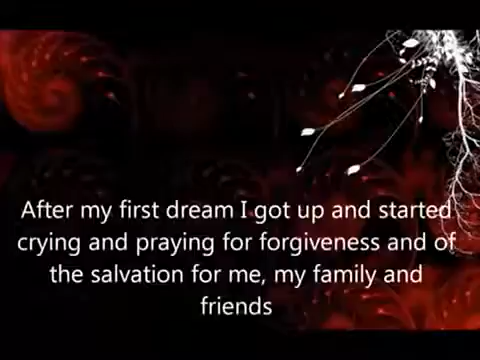 After my first dream I got up and started
crying and praying for forgiveness and of
the salvation for me, my family and
friends